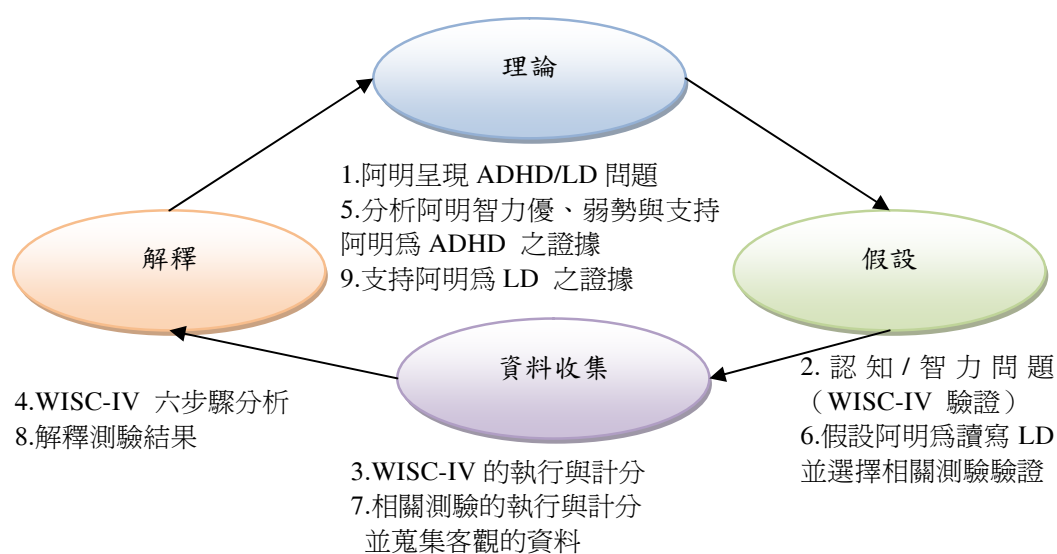 理論
1.阿明呈現 ADHD/LD 問題
5.分析阿明智力優、弱勢與支持
阿明為 ADHD 之證據
9.支持阿明為 LD 之證據
解釋
假設
資料收集
4.WISC-IV 六步驟分析
8.解釋測驗結果
2. 認 知 / 智 力 問 題
(WISC-IV 驗證)
6.假設阿明為讀寫 LD
並選擇相關測驗驗證
3.WISC-IV 的執行與計分
7.相關測驗的執行與計分
並蒐集客觀的資料